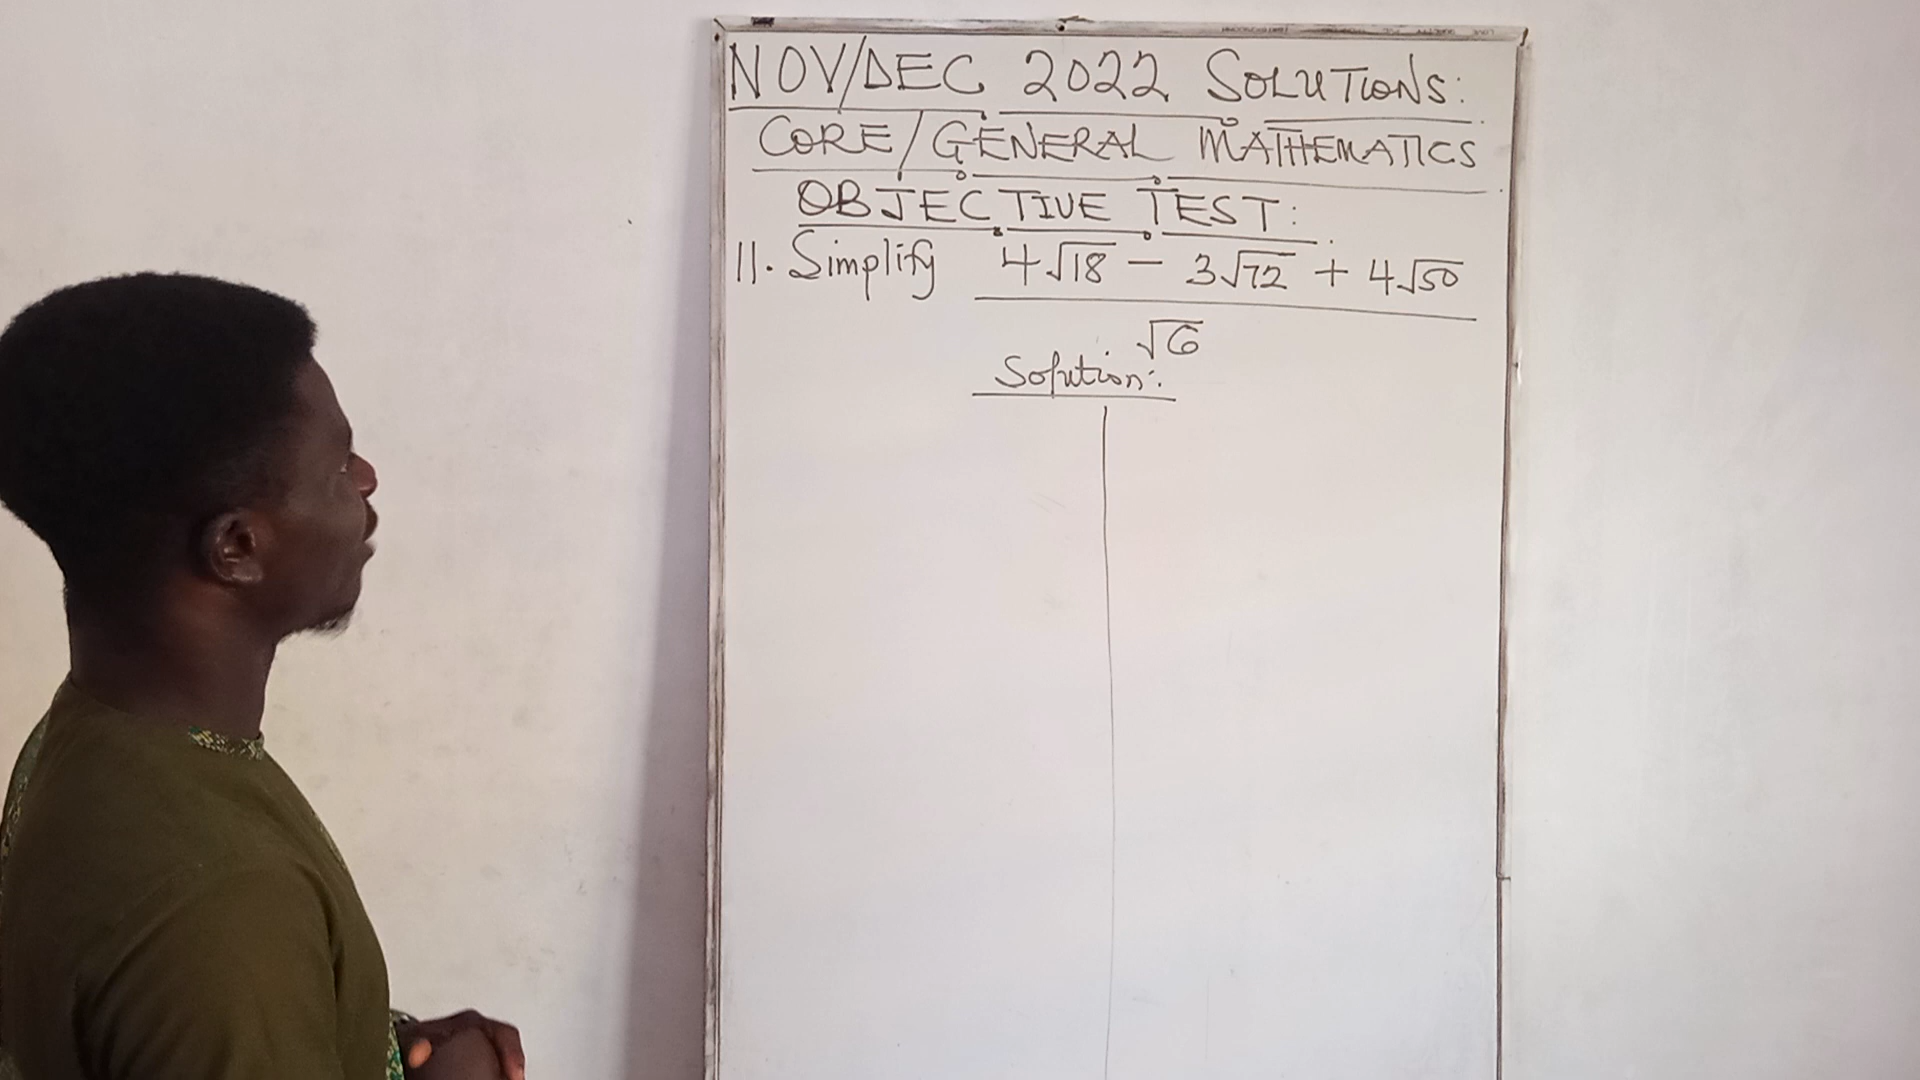 NOV/DEC 2022 SOLUTIONS:
CORE/GENERAL MATHEMATICS
OBJECTIVE TEST:
11. Simplify 4√18 − 3√72 + 4√50
√6
Solution: